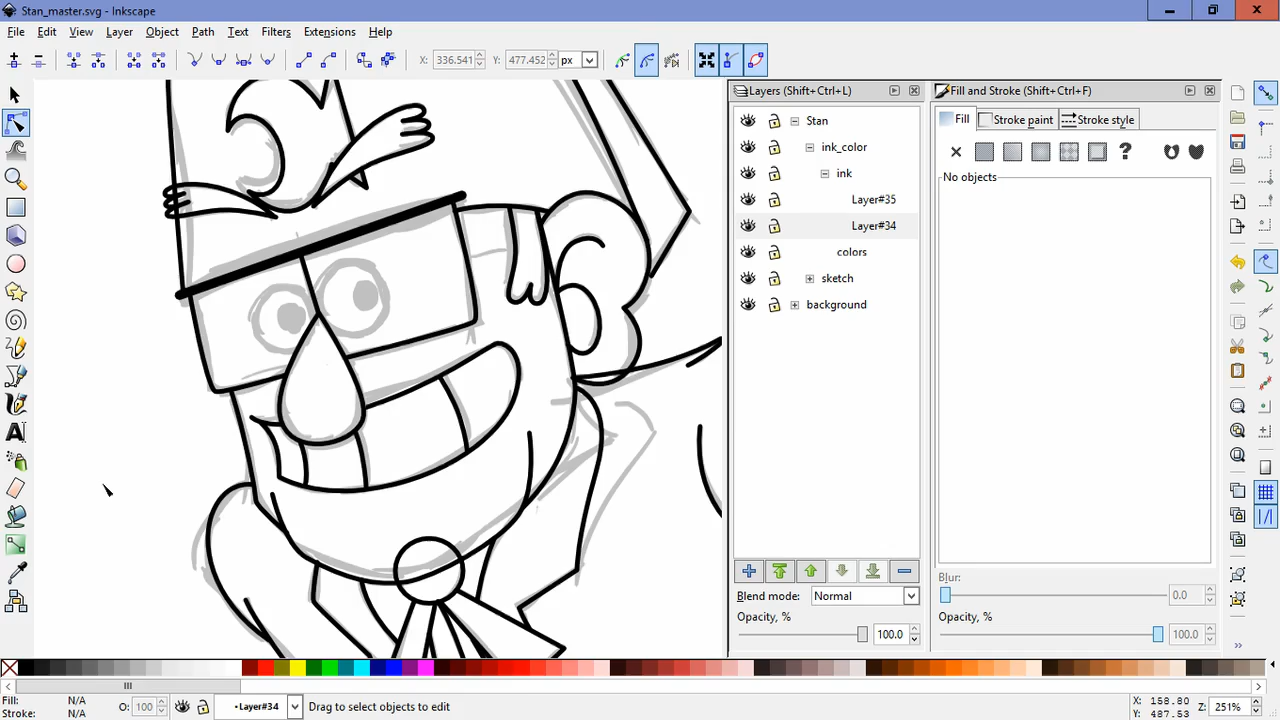 Stan_master.svg - Inkscape
File Edit View Layer Object Path Filters Text Extensions Help
X: 336.541 Y: 477.452 px
Layers (Shift+Ctrl+L)
Fill and Stroke (Shift+Ctrl+F)
Stan
ink_color
ink
Layer#35
Layer#34
colors
sketch
background
Fill Stroke paint Stroke style
No objects
Blend mode: Normal
Opacity, %
100.0
Blur:
0.0
Opacity, %
100.0
Fill: N/A
Stroke: N/A
O: 100
•Layer#34
Drag to select objects to edit
X: 158.80
Y: 487.53
Z: 251%